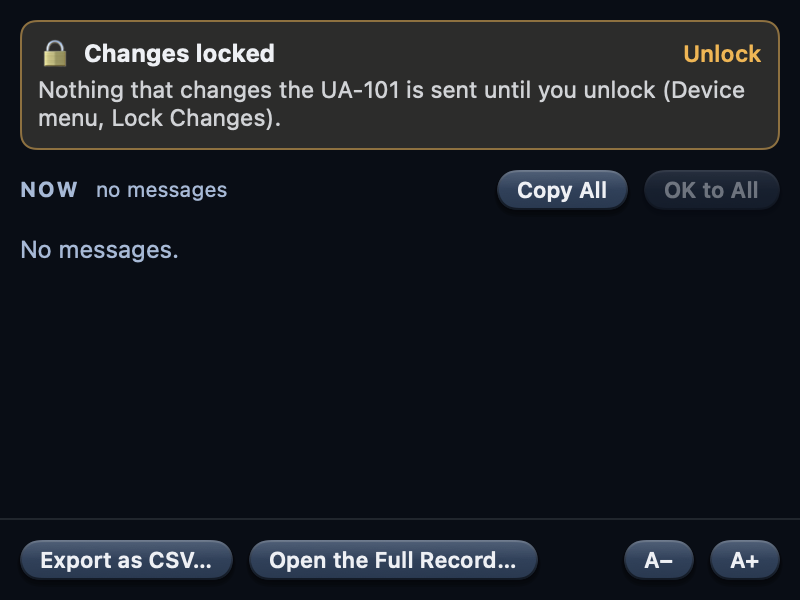 Changes locked
Unlock
Nothing that changes the UA-101 is sent until you unlock (Device
menu, Lock Changes).
NOW no messages
Copy All
OK to All
No messages.
Export as CSV...
Open the Full Record...
A−
A+